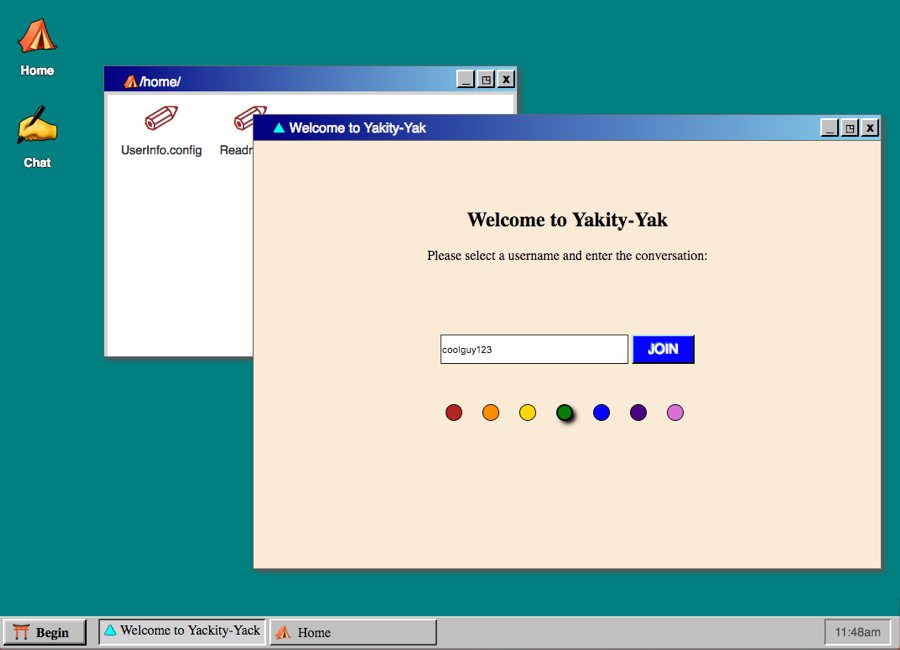 Home
Chat
/home/
_ x
UserInfo.config
Welcome to Yakity-Yak
_ x
Welcome to Yakity-Yak
Please select a username and enter the conversation:
coolguy123
JOIN
Begin
Welcome to Yackity-Yack
Home
11:48am